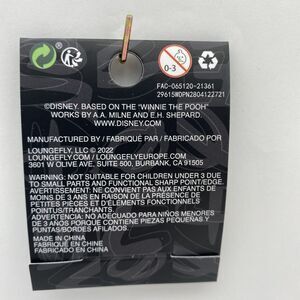 0-3
FAC-065120-21361
29615WDPN2804122721
©DISNEY. BASED ON THE "WINNIE THE POOH"
WORKS BY A.A. MILNE AND E.H. SHEPARD.
WWW.DISNEY.COM
MANUFACTURED BY / FABRIQUÉ PAR / FABRICADO POR
LOUNGEFLY, LLC © 2022
LOUNGEFLY.COM / LOUNGEFLYEUROPE.COM
3601 W OLIVE AVE, SUITE 500, BURBANK, CA 91505
WARNING: NOT SUITABLE FOR CHILDREN UNDER 3 DUE
TO SMALL PARTS AND FUNCTIONAL SHARP POINT/EDGE.
AVERTISSEMENT: NE CONVIENT PAS AUX ENFANTS DE
MOINS DE 3 ANS EN RAISON DE LA PRÉSENCE DE
PETITES PIÈCES ET D'ÉLÉMENTS FONCTIONNELS
POINTUS/TRANCHANTS.
ADVERTENCIA: NO ADECUADO PARA NIÑOS MENORES
DE 3 AÑOS PORQUE CONTIENE PIEZAS PEQUEÑAS Y
PUNTAS/BORDES AFILADOS.
MADE IN CHINA
FABRIQUÉ EN CHINE
FABRICADO EN CHINA